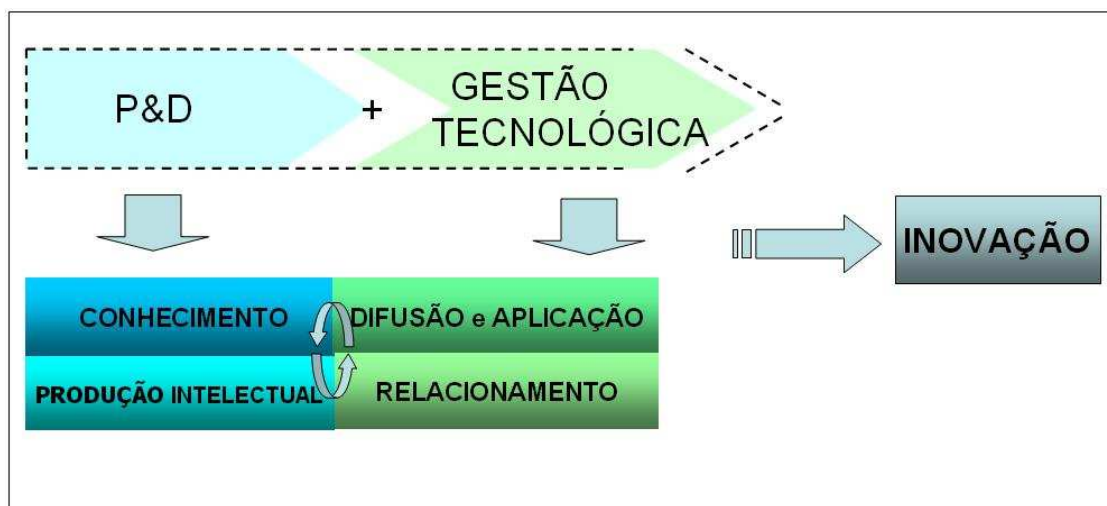 P&D
+
GESTÃO
TECNOLÓGICA
INOVAÇÃO
CONHECIMENTO
DIFUSÃO e APLICAÇÃO
PRODUÇÃO INTELECTUAL
RELACIONAMENTO